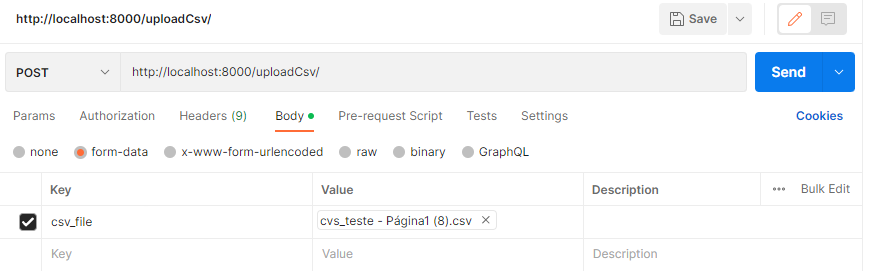 http://localhost:8000/uploadCsv/ Save
POST http://localhost:8000/uploadCsv/ Send
Params Authorization Headers (9) Body Pre-request Script Tests Settings Cookies
none form-data x-www-form-urlencoded raw binary GraphQL
Key Value Description Bulk Edit
csv_file cvs_teste - Página1 (8).csv
Key Value Description